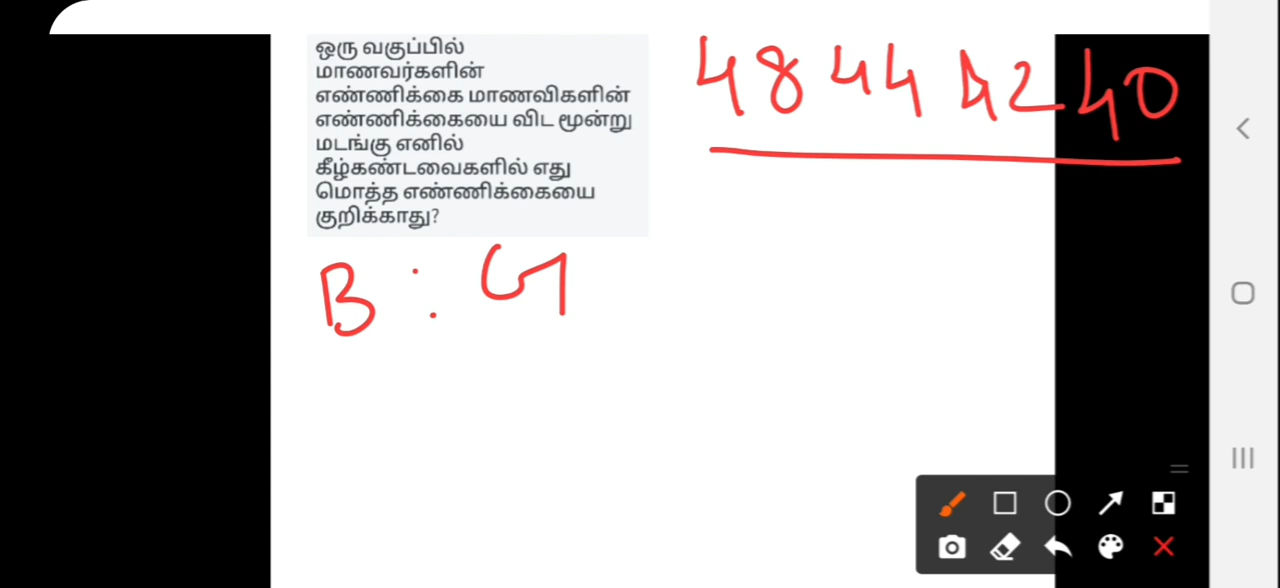 ஒரு வகுப்பில்
மாணவர்களின்
எண்ணிக்கை மாணவிகளின்
எண்ணிக்கையை விட மூன்று
மடங்கு எனில்
கீழ்கண்டவைகளில் எது
மொத்த எண்ணிக்கையை
குறிக்காது?
48 44 42 40
B : G